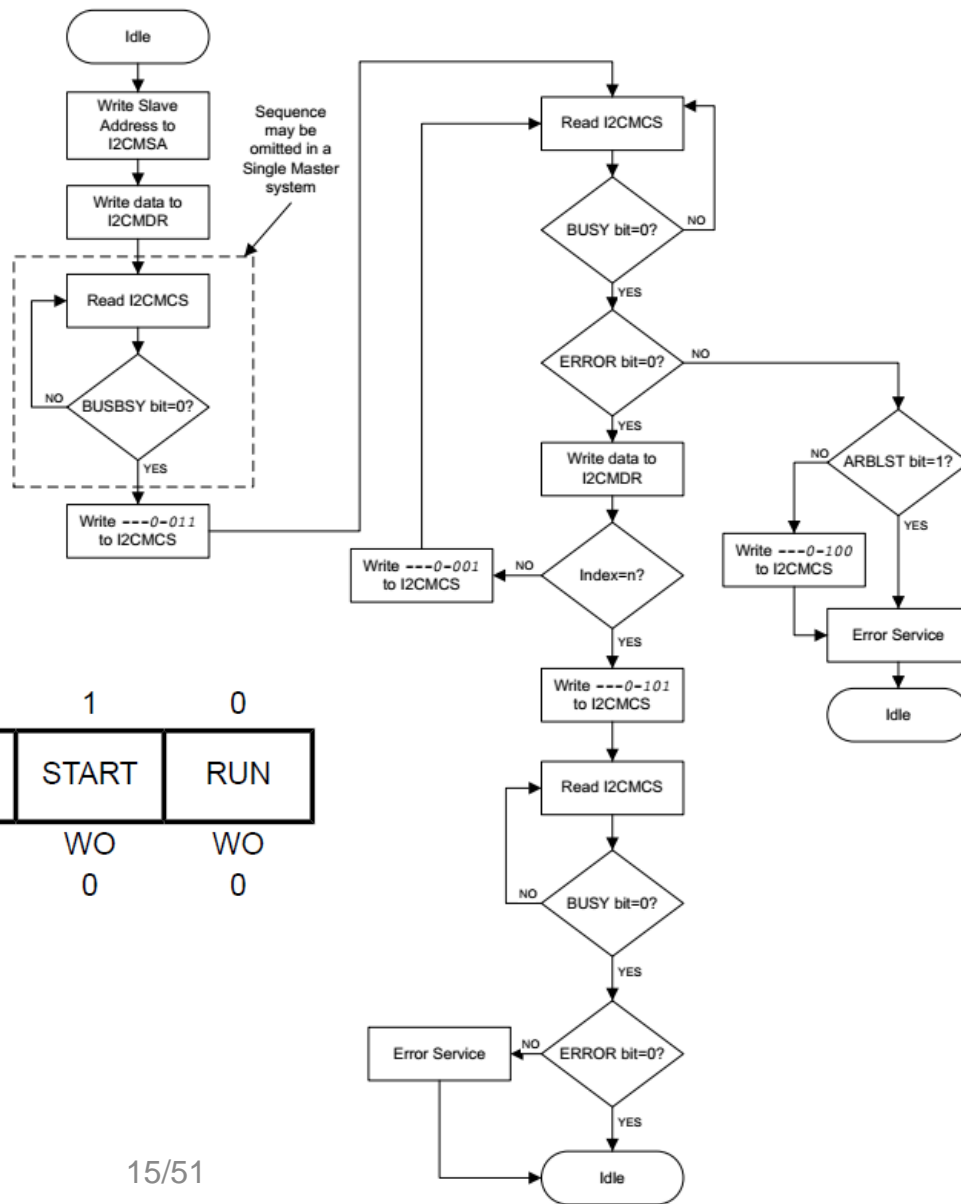 Idle
Write Slave
Address to
I2CMSA
Write data to
I2CMDR
Sequence
may be
omitted in a
Single Master
system
Read I2CMCS
BUSBSY bit=0?
NO
YES
Write ---0-011
to I2CMCS
Read I2CMCS
BUSY bit=0?
NO
YES
ERROR bit=0?
NO
YES
Write data to
I2CMDR
ARBLST bit=1?
NO
YES
Write ---0-100
to I2CMCS
Error Service
Idle
Index=n?
NO
Write ---0-001
to I2CMCS
YES
Write ---0-101
to I2CMCS
Read I2CMCS
BUSY bit=0?
NO
YES
ERROR bit=0?
NO
Error Service
YES
Idle
1 0
START RUN
WO WO
0 0
15/51